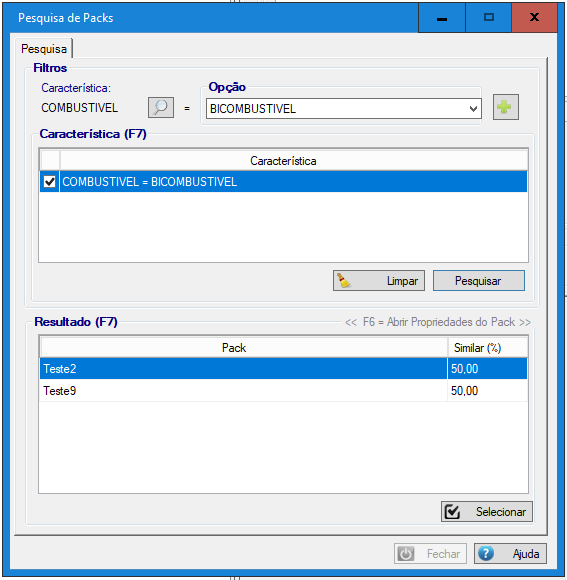 Pesquisa de Packs
Pesquisa
Filtros
Característica:
Opção
COMBUSTIVEL
=
BICOMBUSTIVEL
Característica (F7)
Característica
COMBUSTIVEL = BICOMBUSTIVEL
Limpar
Pesquisar
Resultado (F7)
<< F6 = Abrir Propriedades do Pack >>
Pack
Similar (%)
Teste2
50,00
Teste9
50,00
Selecionar
Fechar
Ajuda